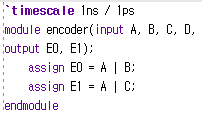 `timescale 1ns / 1ps
module encoder(input A, B, C, D,
output E0, E1);
assign E0 = A | B;
assign E1 = A | C;
endmodule